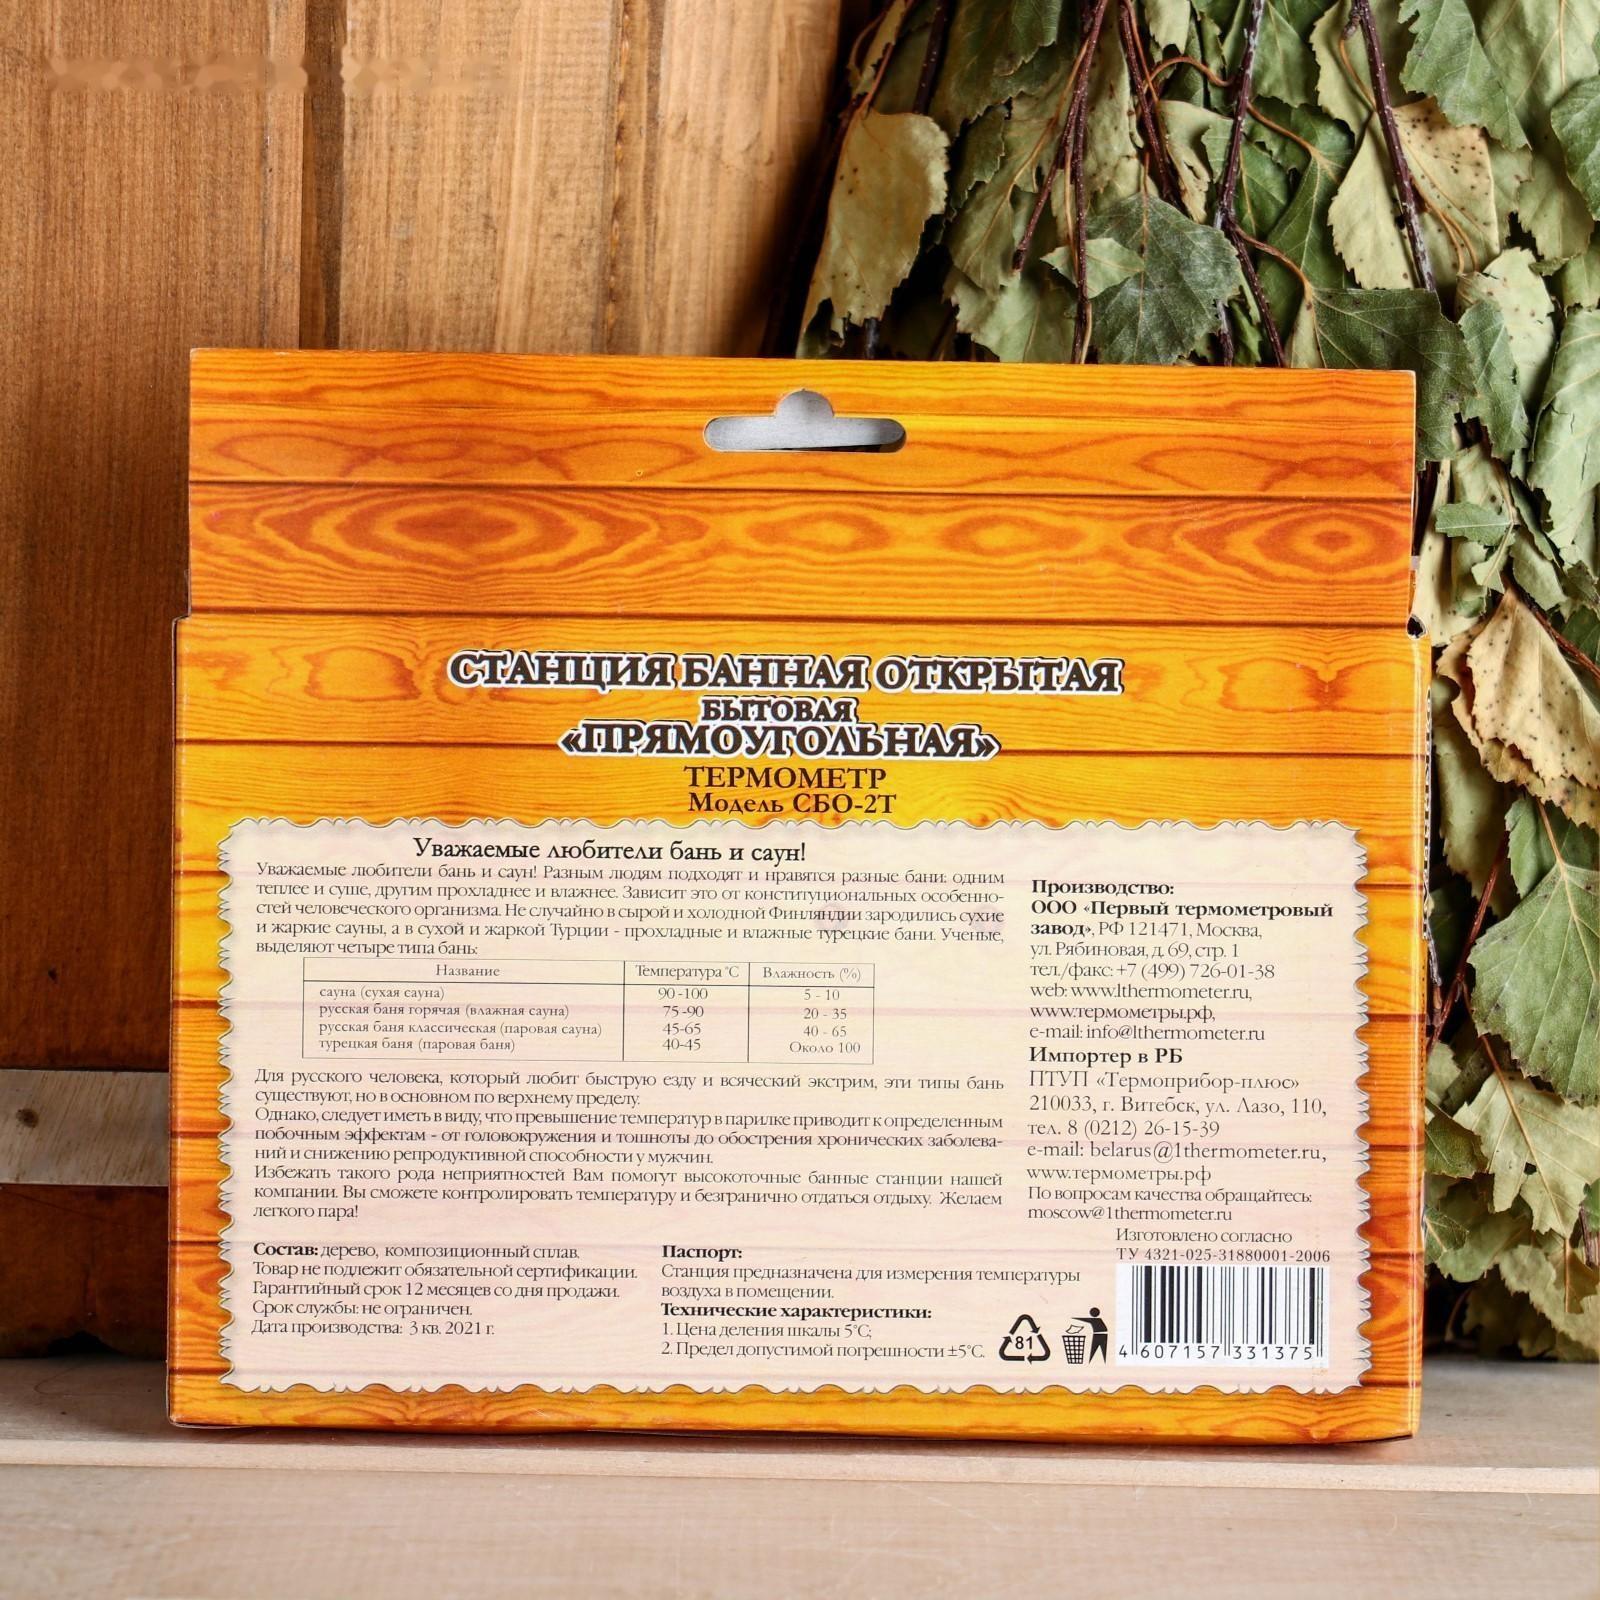 СТАНЦИЯ БАННАЯ ОТКРЫТАЯ
БЫТОВАЯ
«ПРЯМОУГОЛЬНАЯ»
ТЕРМОМЕТР
Модель СБО-2Т
Уважаемые любители бань и саун!
Уважаемые любители бань и саун! Разным людям подходят и нравятся разные бани: одним
теплее и суше, другим прохладнее и влажнее. Зависит это от конституциональных особенно-
стей человеческого организма. Не случайно в сырой и холодной Финляндии зародились сухие
и жаркие сауны, а в сухой и жаркой Турции - прохладные и влажные турецкие бани. Ученые,
выделяют четыре типа бань:
Название Температура °С Влажность (%)
сауна (сухая сауна) 90 -100 5 - 10
русская баня горячая (влажная сауна) 75 -90 20 - 35
русская баня классическая (паровая сауна) 45-65 40 - 65
турецкая баня (паровая баня) 40-45 Около 100
Для русского человека, который любит быструю езду и всяческий экстрим, эти типы бань
существуют, но в основном по верхнему пределу.
Однако, следует иметь в виду, что превышение температур в парилке приводит к определенным
побочным эффектам - от головокружения и тошноты до обострения хронических заболева-
ний и снижению репродуктивной способности у мужчин.
Избежать такого рода неприятностей Вам помогут высокоточные банные станции нашей
компании. Вы сможете контролировать температуру и безгранично отдаться отдыху. Желаем
легкого пара!
Состав: дерево, композиционный сплав.
Товар не подлежит обязательной сертификации.
Гарантийный срок 12 месяцев со дня продажи.
Срок службы: не ограничен.
Дата производства: 3 кв. 2021 г.
Паспорт:
Станция предназначена для измерения температуры
воздуха в помещении.
Технические характеристики:
1. Цена деления шкалы 5°С;
2. Предел допустимой погрешности ±5°С.
Производство:
ООО «Первый термометровый
завод», РФ 121471, Москва,
ул. Рябиновая, д. 69, стр. 1
тел./факс: +7 (499) 726-01-38
web: www.1thermometer.ru,
www.термометры.рф,
e-mail: info@1thermometer.ru
Импортер в РБ
ПТУП «Термоприбор-плюс»
210033, г. Витебск, ул. Лазо, 110,
тел. 8 (0212) 26-15-39
e-mail: belarus@1thermometer.ru,
www.термометры.рф
По вопросам качества обращайтесь:
moscow@1thermometer.ru
Изготовлено согласно
ТУ 4321-025-31880001-2006
81
4 607157 331375